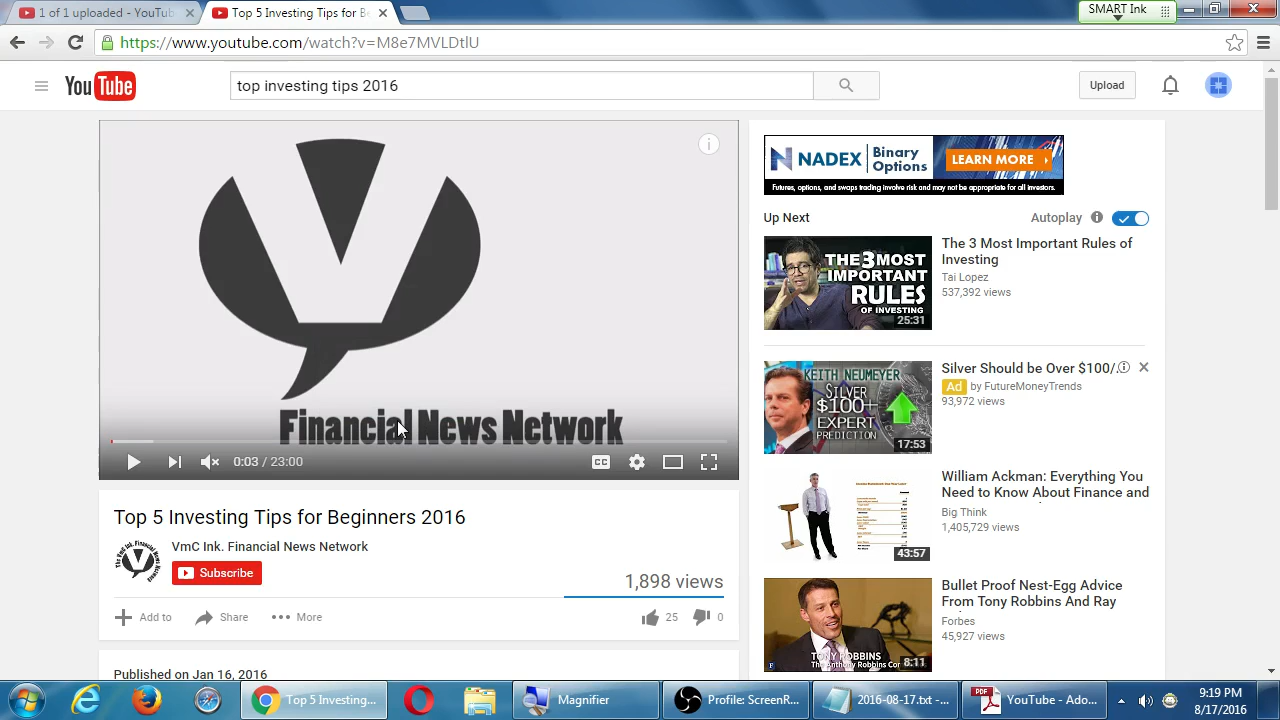 1 of 1 uploaded - YouTub
Top 5 Investing Tips for Be
SMART Ink
https://www.youtube.com/watch?v=M8e7MVLDtlU
YouTube
top investing tips 2016
Upload
Financial News Network
0:03 / 23:00
CC
Top 5 Investing Tips for Beginners 2016
VmC Ink. Financial News Network
Subscribe
1,898 views
Add to
Share
More
25
0
Published on Jan 16, 2016
NADEX
Binary
Options
LEARN MORE
Futures, options, and swaps trading involve risk and may not be appropriate for all investors.
Up Next
Autoplay
THE 3 MOST
IMPORTANT
RULES
OF INVESTING
25:31
The 3 Most Important Rules of
Investing
Tai Lopez
537,392 views
KEITH NEUMEYER
SILVER
$100+
EXPERT
PREDICTION
17:53
Silver Should be Over $100/
Ad by FutureMoneyTrends
93,972 views
43:57
William Ackman: Everything You
Need to Know About Finance and
Big Think
1,405,729 views
TONY ROBBINS
The Anthony Robbins Co
8:11
Bullet Proof Nest-Egg Advice
From Tony Robbins And Ray
Forbes
45,927 views
Top 5 Investing...
Magnifier
Profile: ScreenR...
2016-08-17.txt - ...
PDF
YouTube - Ado...
9:19 PM
8/17/2016